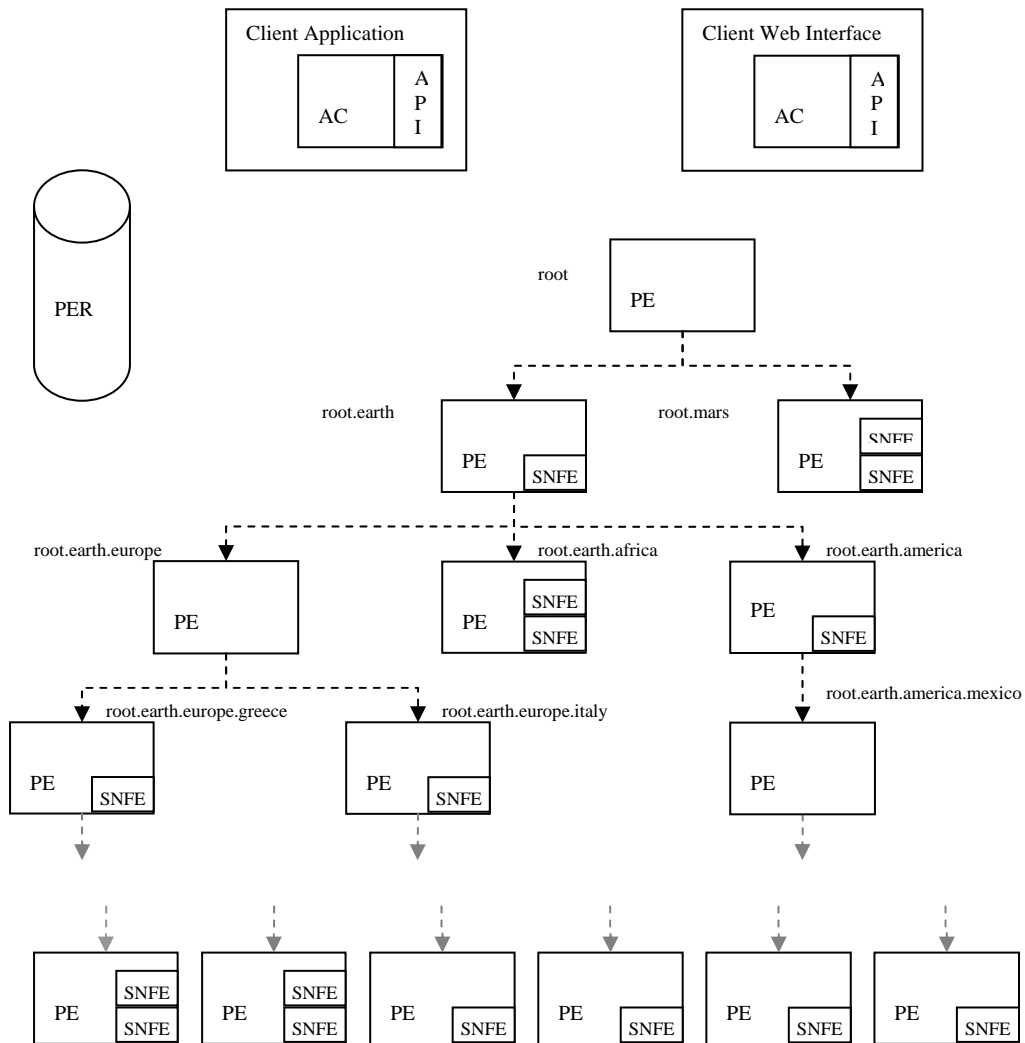 Client Application
Client Web Interface
AC
A
P
I
AC
A
P
I
PER
root
PE
root.earth
root.mars
PE
SNFE
PE
SNFE
SNFE
root.earth.europe
root.earth.africa
root.earth.america
PE
PE
SNFE
SNFE
PE
SNFE
root.earth.europe.greece
root.earth.europe.italy
root.earth.america.mexico
PE
SNFE
PE
SNFE
PE
PE
SNFE
SNFE
PE
SNFE
SNFE
PE
SNFE
PE
SNFE
PE
SNFE
PE
SNFE